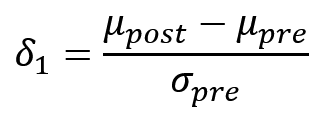 δ₁ = (μ_post − μ_pre) / σ_pre